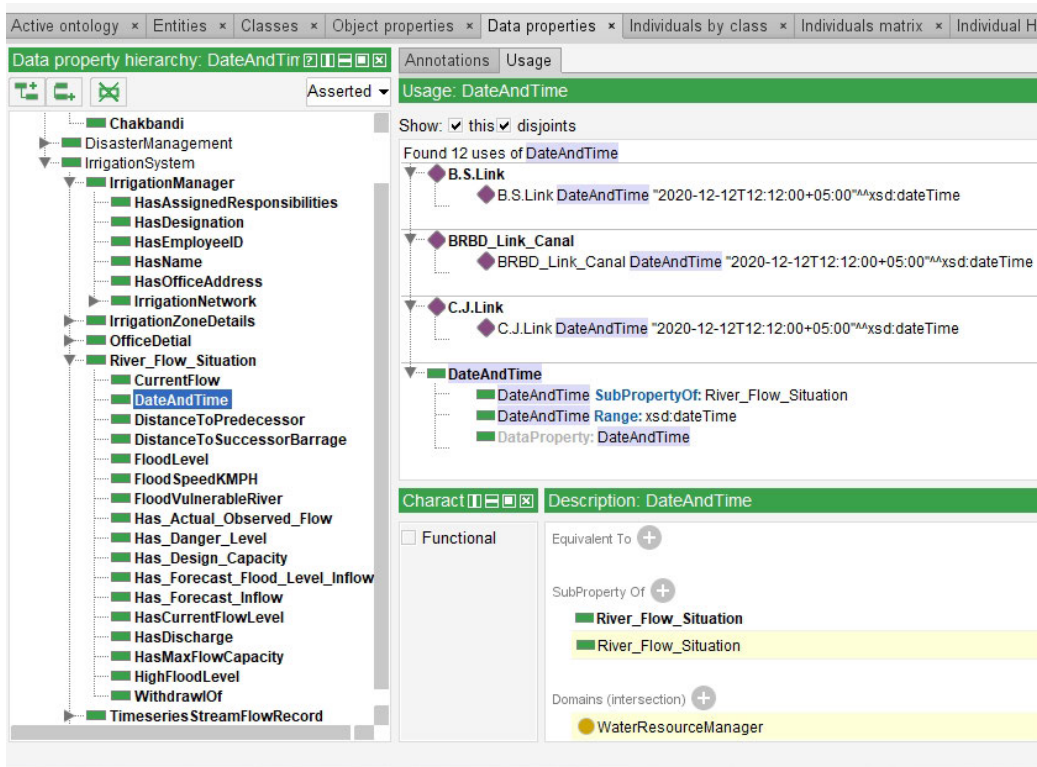 Active ontology × Entities × Classes × Object properties × Data properties × Individuals by class × Individuals matrix × Individual H
Data property hierarchy: DateAndTim
Asserted
Chakbandi
DisasterManagement
IrrigationSystem
IrrigationManager
HasAssignedResponsibilities
HasDesignation
HasEmployeeID
HasName
HasOfficeAddress
IrrigationNetwork
IrrigationZoneDetails
OfficeDetial
River_Flow_Situation
CurrentFlow
DateAndTime
DistanceToPredecessor
DistanceToSuccessorBarrage
FloodLevel
FloodSpeedKMPH
FloodVulnerableRiver
Has_Actual_Observed_Flow
Has_Danger_Level
Has_Design_Capacity
Has_Forecast_Flood_Level_Inflow
Has_Forecast_Inflow
HasCurrentFlowLevel
HasDischarge
HasMaxFlowCapacity
HighFloodLevel
WithdrawlOf
TimeseriesStreamFlowRecord
Annotations Usage
Usage: DateAndTime
Show: this disjoints
Found 12 uses of DateAndTime
B.S.Link
B.S.Link DateAndTime "2020-12-12T12:12:00+05:00"^^xsd:dateTime
BRBD_Link_Canal
BRBD_Link_Canal DateAndTime "2020-12-12T12:12:00+05:00"^^xsd:dateTime
C.J.Link
C.J.Link DateAndTime "2020-12-12T12:12:00+05:00"^^xsd:dateTime
DateAndTime
DateAndTime SubPropertyOf: River_Flow_Situation
DateAndTime Range: xsd:dateTime
DataProperty: DateAndTime
Charact
Functional
Description: DateAndTime
Equivalent To
SubProperty Of
River_Flow_Situation
River_Flow_Situation
Domains (intersection)
WaterResourceManager